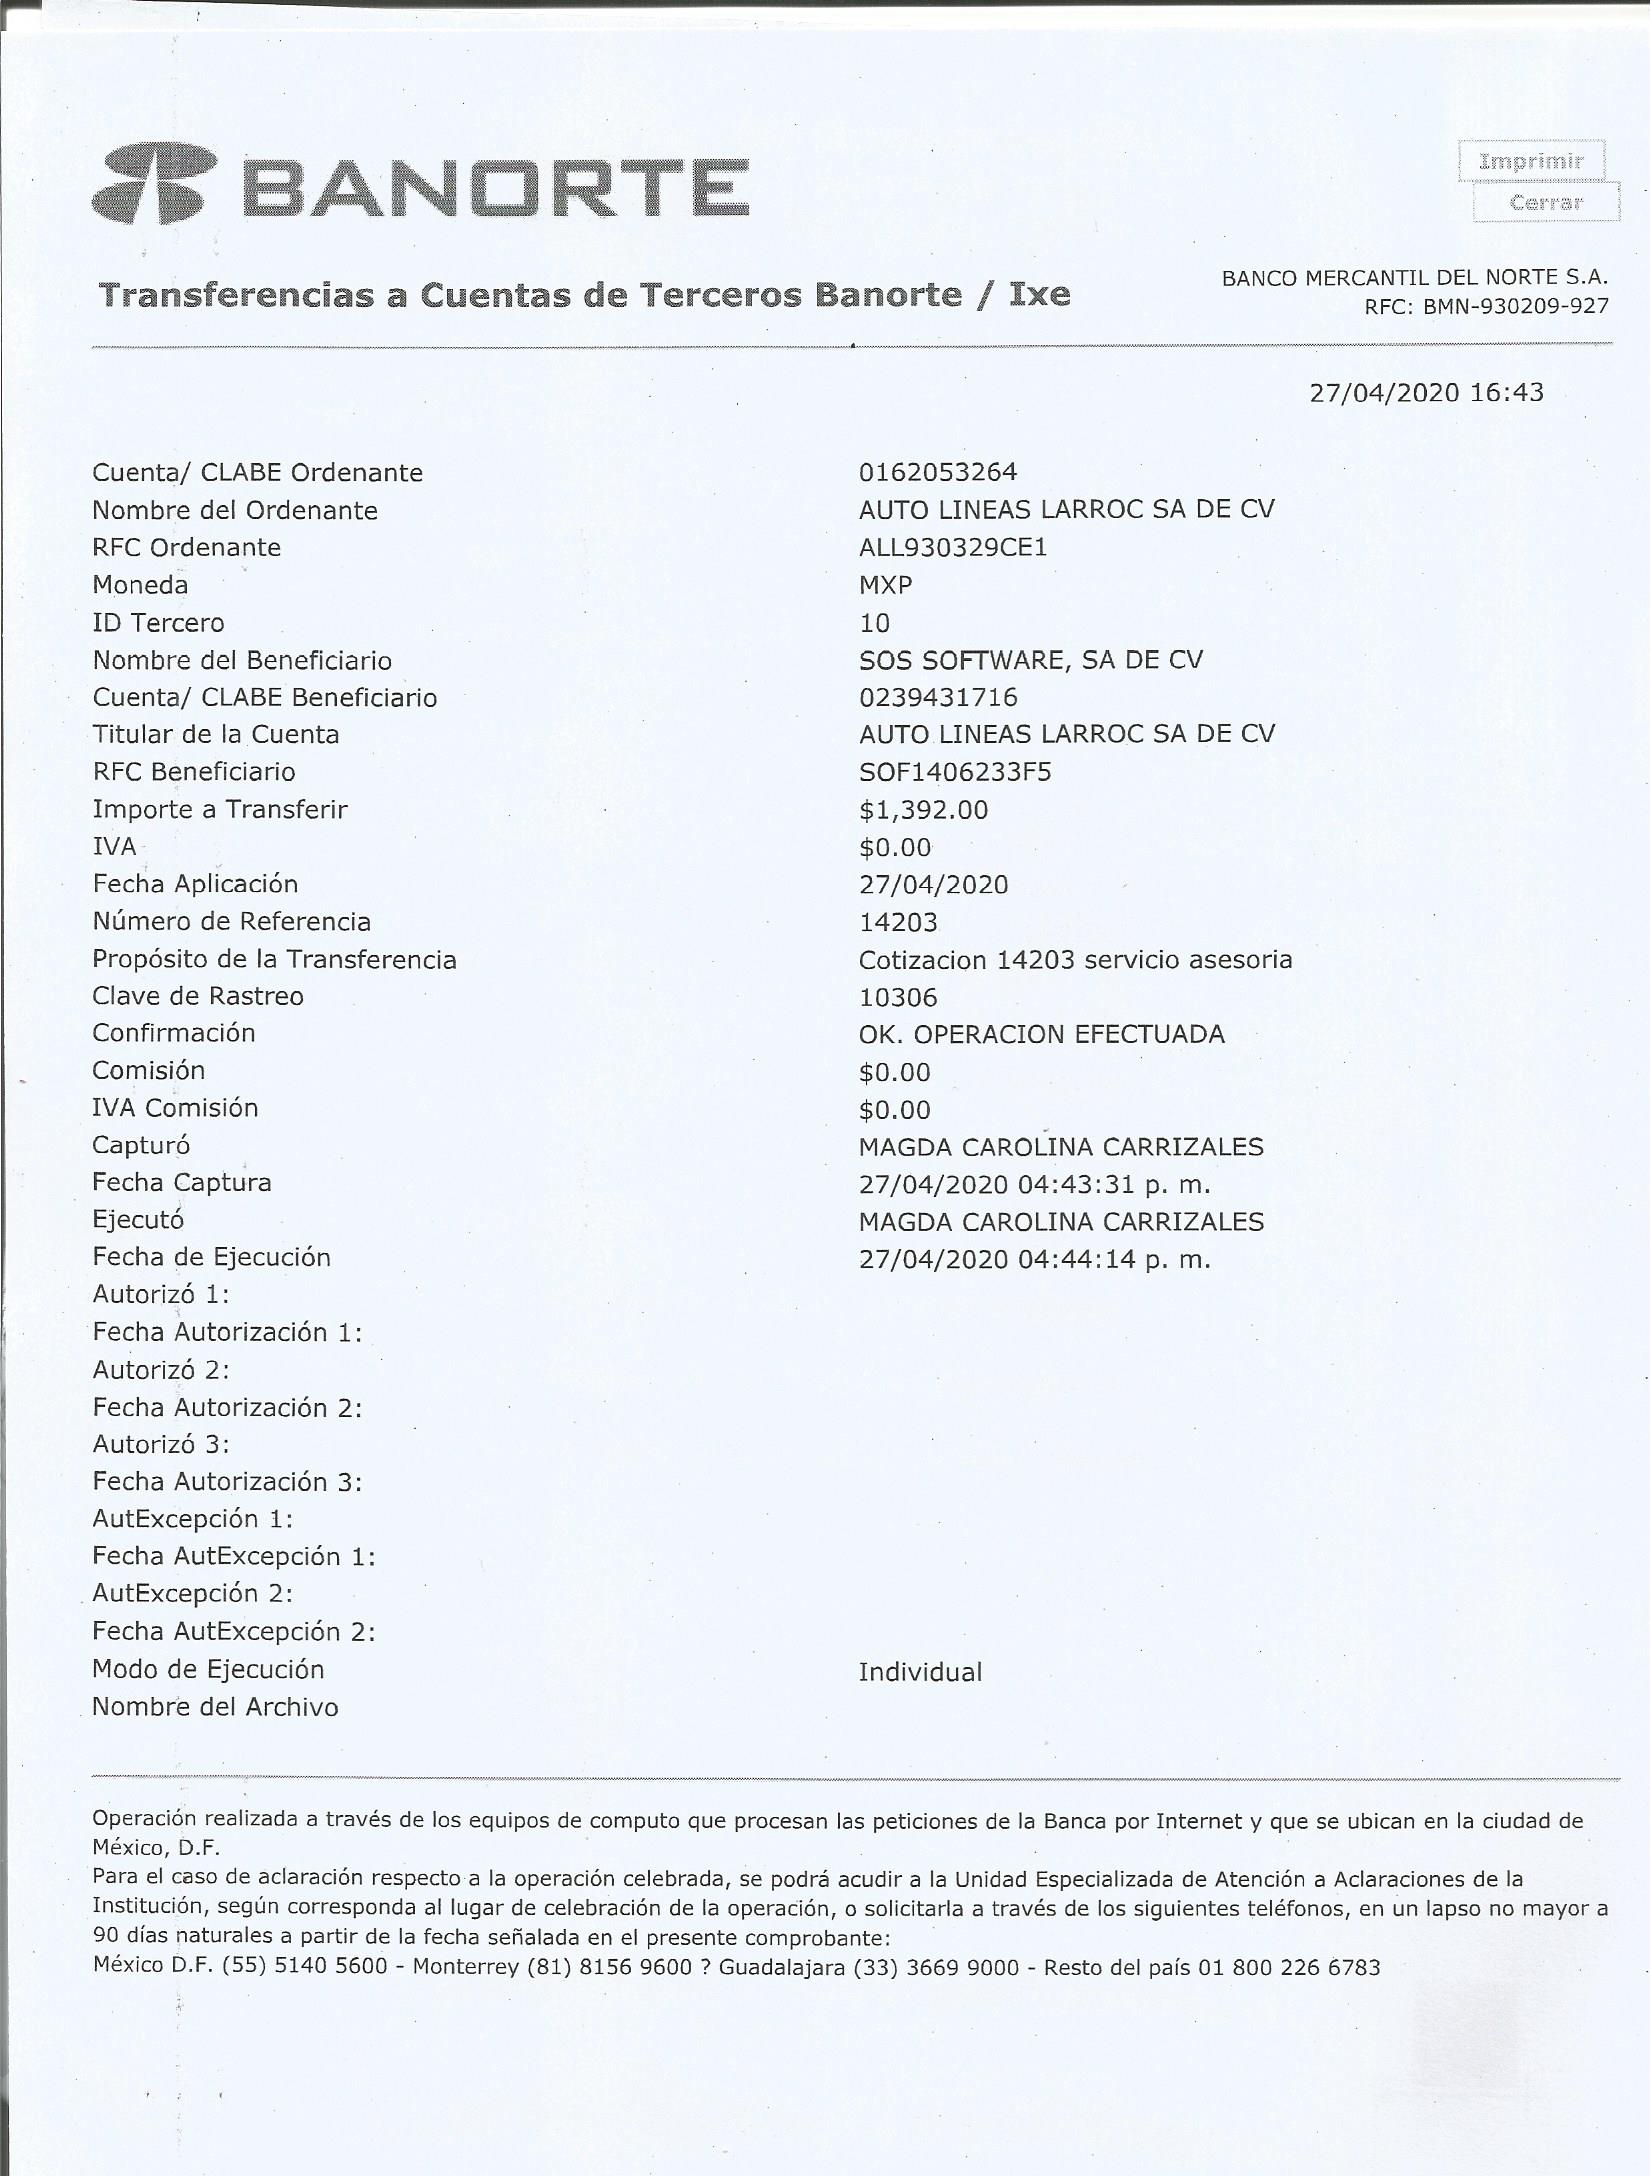 BANORTE
Imprimir
Cerrar
Transferencias a Cuentas de Terceros Banorte / Ixe
BANCO MERCANTIL DEL NORTE S.A.
RFC: BMN-930209-927
27/04/2020 16:43
Cuenta/ CLABE Ordenante 0162053264
Nombre del Ordenante AUTO LINEAS LARROC SA DE CV
RFC Ordenante ALL930329CE1
Moneda MXP
ID Tercero 10
Nombre del Beneficiario SOS SOFTWARE, SA DE CV
Cuenta/ CLABE Beneficiario 0239431716
Titular de la Cuenta AUTO LINEAS LARROC SA DE CV
RFC Beneficiario SOF1406233F5
Importe a Transferir $1,392.00
IVA $0.00
Fecha Aplicación 27/04/2020
Número de Referencia 14203
Propósito de la Transferencia Cotizacion 14203 servicio asesoria
Clave de Rastreo 10306
Confirmación OK. OPERACION EFECTUADA
Comisión $0.00
IVA Comisión $0.00
Capturó MAGDA CAROLINA CARRIZALES
Fecha Captura 27/04/2020 04:43:31 p. m.
Ejecutó MAGDA CAROLINA CARRIZALES
Fecha de Ejecución 27/04/2020 04:44:14 p. m.
Autorizó 1:
Fecha Autorización 1:
Autorizó 2:
Fecha Autorización 2:
Autorizó 3:
Fecha Autorización 3:
AutExcepción 1:
Fecha AutExcepción 1:
AutExcepción 2:
Fecha AutExcepción 2:
Modo de Ejecución Individual
Nombre del Archivo
Operación realizada a través de los equipos de computo que procesan las peticiones de la Banca por Internet y que se ubican en la ciudad de
México, D.F.
Para el caso de aclaración respecto a la operación celebrada, se podrá acudir a la Unidad Especializada de Atención a Aclaraciones de la
Institución, según corresponda al lugar de celebración de la operación, o solicitarla a través de los siguientes teléfonos, en un lapso no mayor a
90 días naturales a partir de la fecha señalada en el presente comprobante:
México D.F. (55) 5140 5600 - Monterrey (81) 8156 9600 ? Guadalajara (33) 3669 9000 - Resto del país 01 800 226 6783